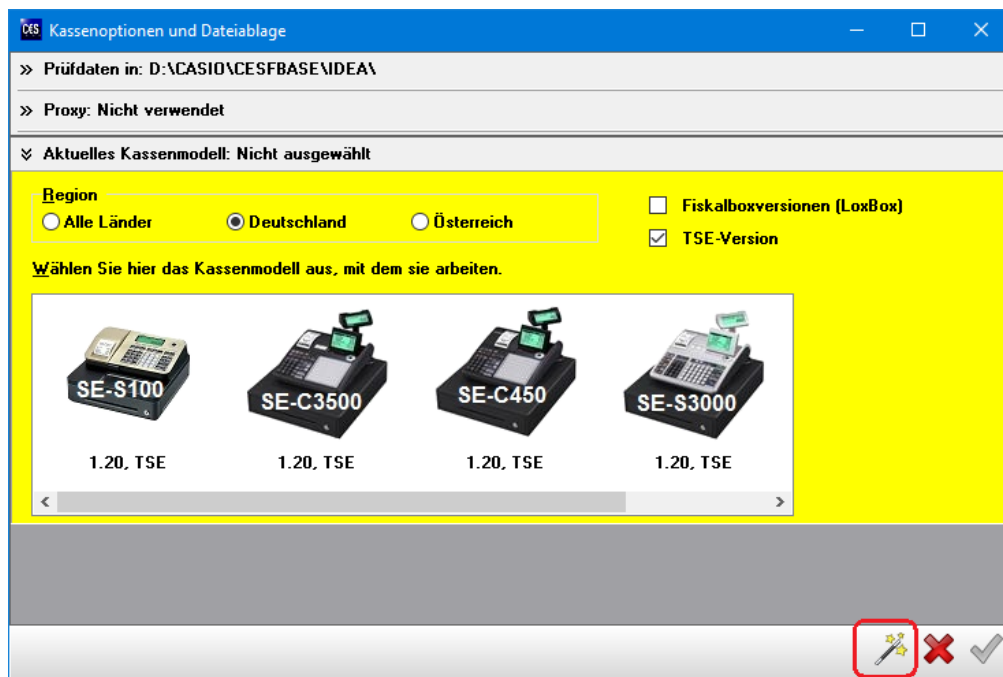 CES Kassenoptionen und Dateiablage
» Prüfdaten in: D:\CASIO\CESFBASE\IDEA\
» Proxy: Nicht verwendet
Aktuelles Kassenmodell: Nicht ausgewählt
Region
Alle Länder Deutschland Österreich
Fiskalboxversionen (LoxBox)
TSE-Version
Wählen Sie hier das Kassenmodell aus, mit dem sie arbeiten.
SE-S100 SE-C3500 SE-C450 SE-S3000
1.20, TSE 1.20, TSE 1.20, TSE 1.20, TSE